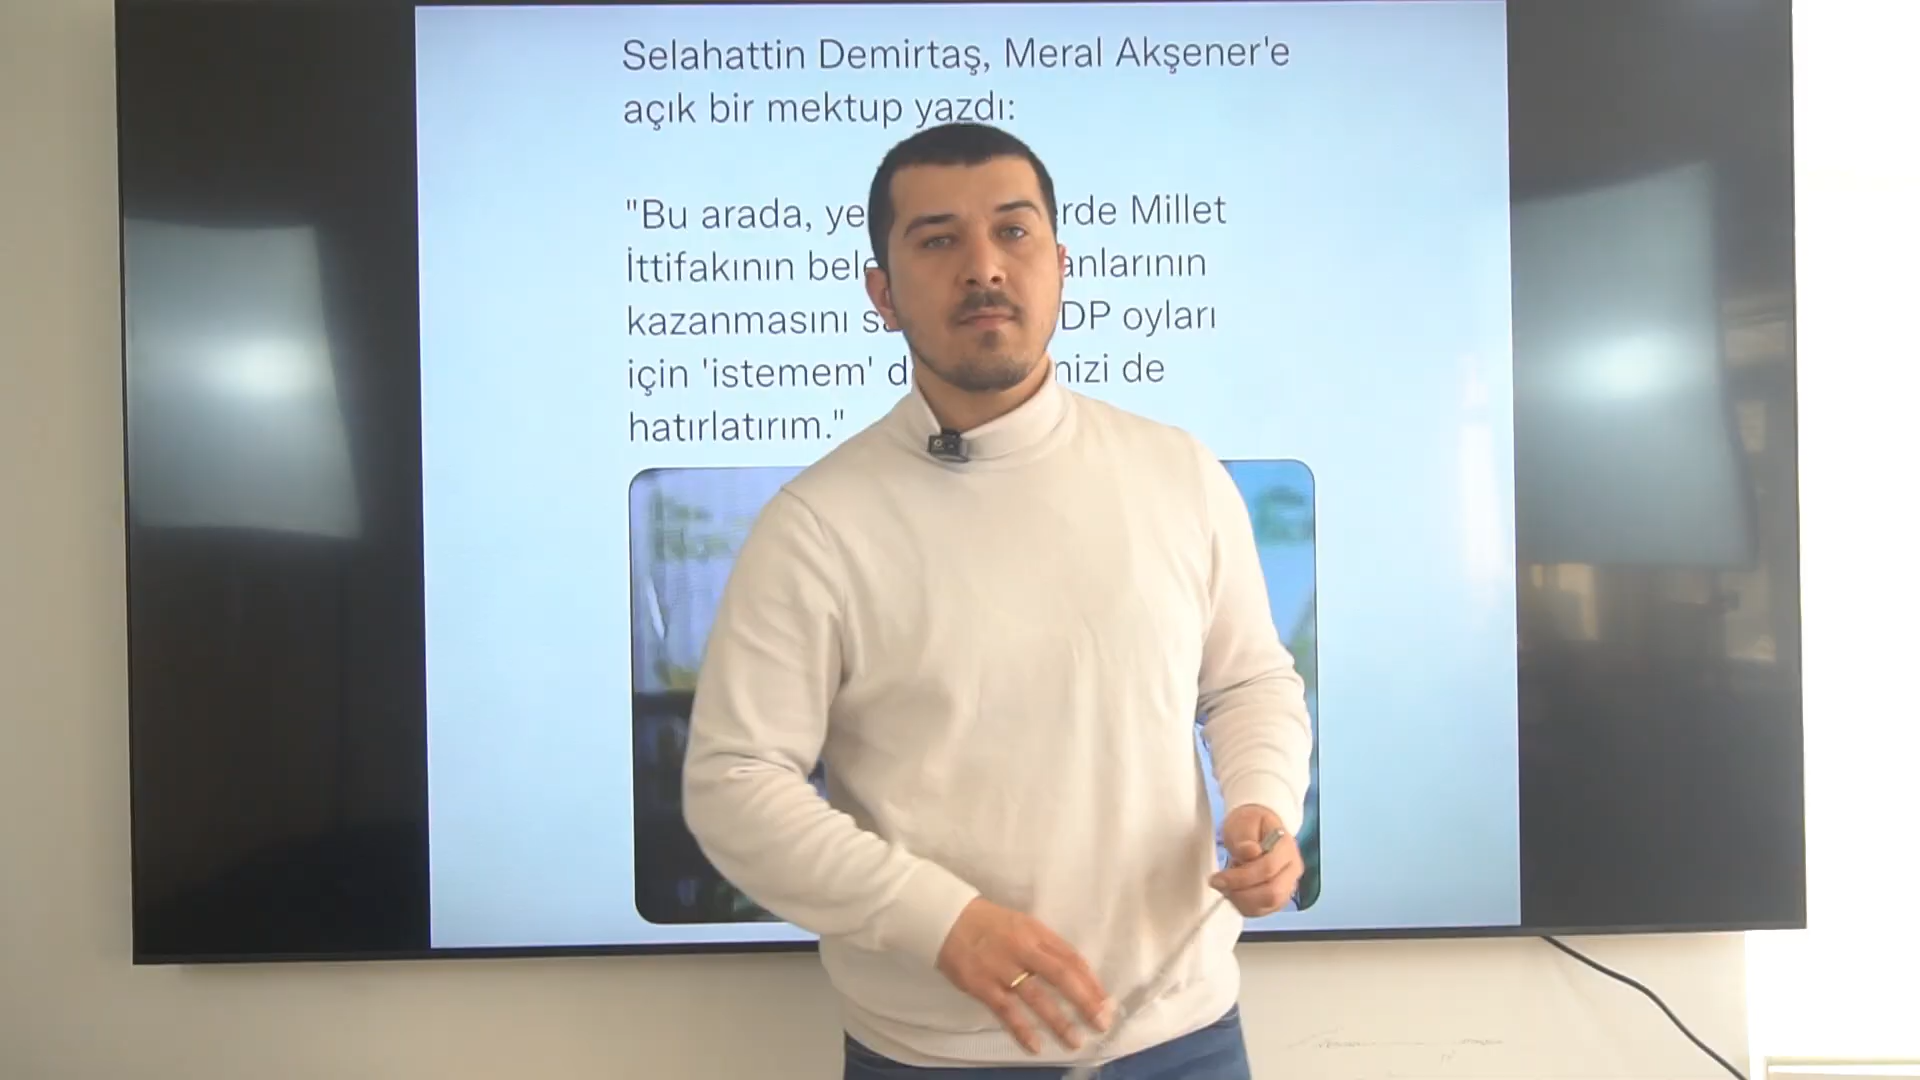 Selahattin Demirtaş, Meral Akşener'e
açık bir mektup yazdı:
"Bu arada, ye rde Millet
İttifakının bele anlarının
kazanmasını sa DP oyları
için 'istemem' d nizi de
hatırlatırım."